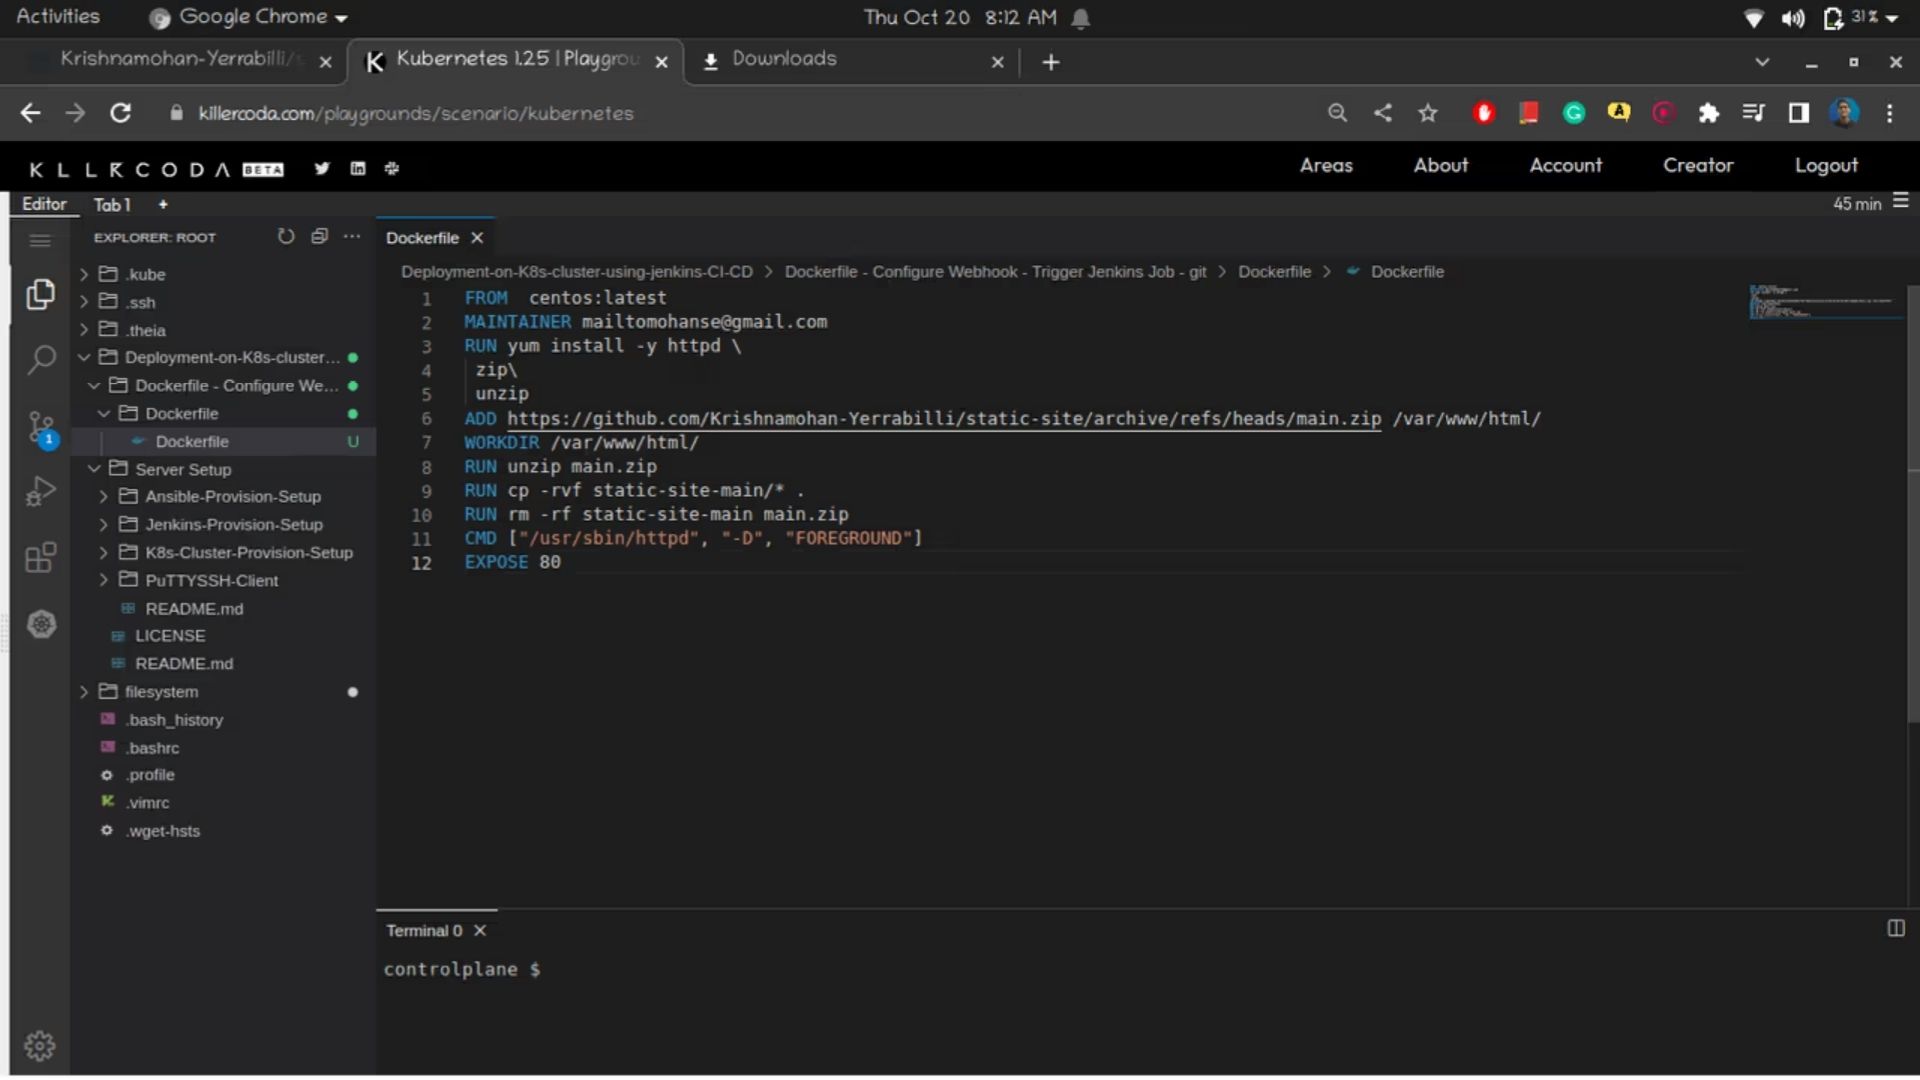 Activities
Google Chrome
Thu Oct 20 8:12 AM
31%
Krishnamohan-Yerrabilli/
Kubernetes 1.25 | Playgrou
Downloads
killercoda.com/playgrounds/scenario/kubernetes
KLLRCODA BETA
Areas
About
Account
Creator
Logout
Editor
Tab 1
+
45 min
EXPLORER: ROOT
.kube
.ssh
.theia
Deployment-on-K8s-cluster...
Dockerfile - Configure We...
Dockerfile
Dockerfile U
Server Setup
Ansible-Provision-Setup
Jenkins-Provision-Setup
K8s-Cluster-Provision-Setup
PuTTYSSH-Client
README.md
LICENSE
README.md
filesystem
.bash_history
.bashrc
.profile
.vimrc
.wget-hsts
1
Dockerfile
Deployment-on-K8s-cluster-using-jenkins-CI-CD > Dockerfile - Configure Webhook - Trigger Jenkins Job - git > Dockerfile > Dockerfile
1 FROM  centos:latest
2 MAINTAINER mailtomohanse@gmail.com
3 RUN yum install -y httpd \
4 zip\
5 unzip
6 ADD https://github.com/Krishnamohan-Yerrabilli/static-site/archive/refs/heads/main.zip /var/www/html/
7 WORKDIR /var/www/html/
8 RUN unzip main.zip
9 RUN cp -rvf static-site-main/* .
10 RUN rm -rf static-site-main main.zip
11 CMD ["/usr/sbin/httpd", "-D", "FOREGROUND"]
12 EXPOSE 80
Terminal 0
controlplane $